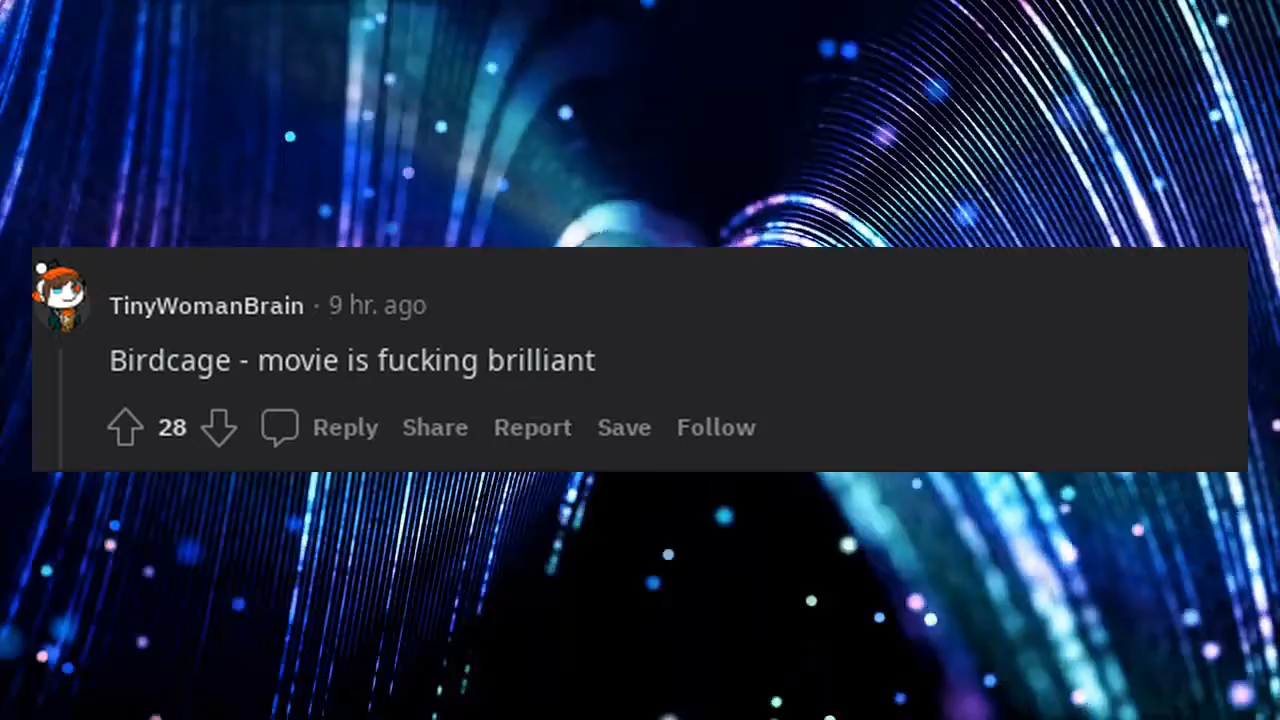 TinyWomanBrain · 9 hr. ago
Birdcage - movie is fucking brilliant
28 Reply Share Report Save Follow